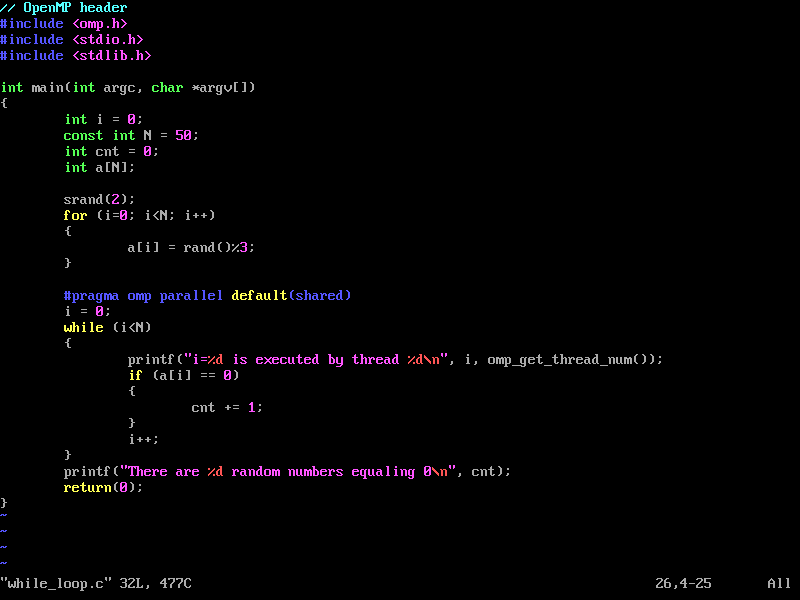 // OpenMP header
#include <omp.h>
#include <stdio.h>
#include <stdlib.h>

int main(int argc, char *argv[])
{
        int i = 0;
        const int N = 50;
        int cnt = 0;
        int a[N];

        srand(2);
        for (i=0; i<N; i++)
        {
                a[i] = rand()%3;
        }

        #pragma omp parallel default(shared)
        i = 0;
        while (i<N)
        {
                printf("i=%d is executed by thread %d\n", i, omp_get_thread_num());
                if (a[i] == 0)
                {
                        cnt += 1;
                }
                i++;
        }
        printf("There are %d random numbers equaling 0\n", cnt);
        return(0);
}
~
~
~
~
"while_loop.c" 32L, 477C 26,4-25 All